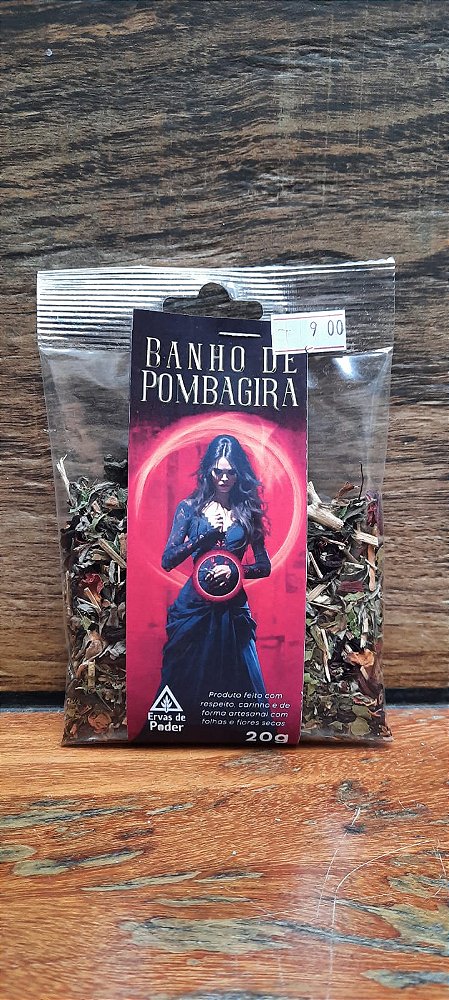 T 9 00
BANHO DE
POMBAGIRA
Produto feito com
respeito, carinho e de
forma artesanal com
folhas e flores secas
20g
Ervas de
Poder